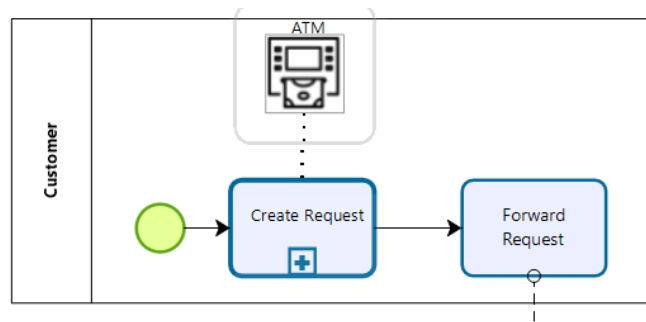 ATM
Customer
Create Request
Forward
Request